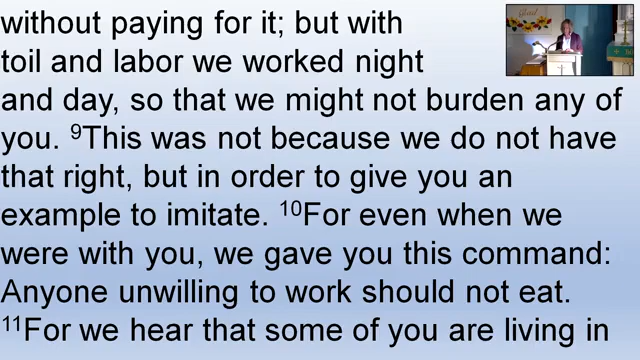 without paying for it; but with
toil and labor we worked night
and day, so that we might not burden any of
you. ⁹This was not because we do not have
that right, but in order to give you an
example to imitate. ¹⁰For even when we
were with you, we gave you this command:
Anyone unwilling to work should not eat.
¹¹For we hear that some of you are living in